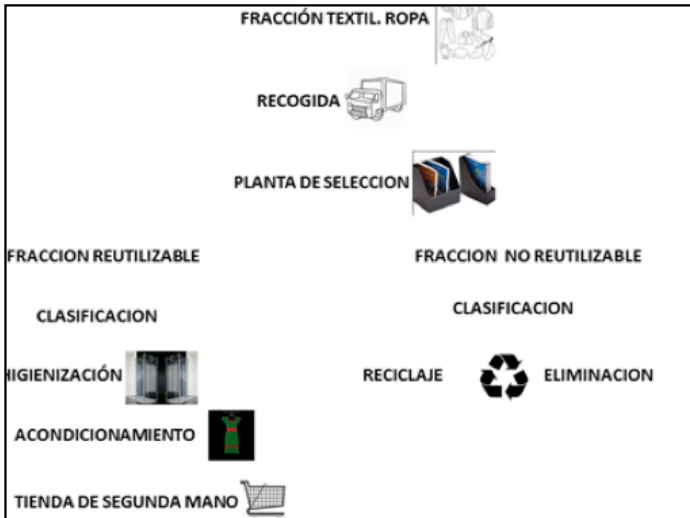 FRACCIÓN TEXTIL. ROPA
RECOGIDA
PLANTA DE SELECCION
FRACCION REUTILIZABLE
FRACCION NO REUTILIZABLE
CLASIFICACION
CLASIFICACION
HIGIENIZACIÓN
RECICLAJE
ELIMINACION
ACONDICIONAMIENTO
TIENDA DE SEGUNDA MANO